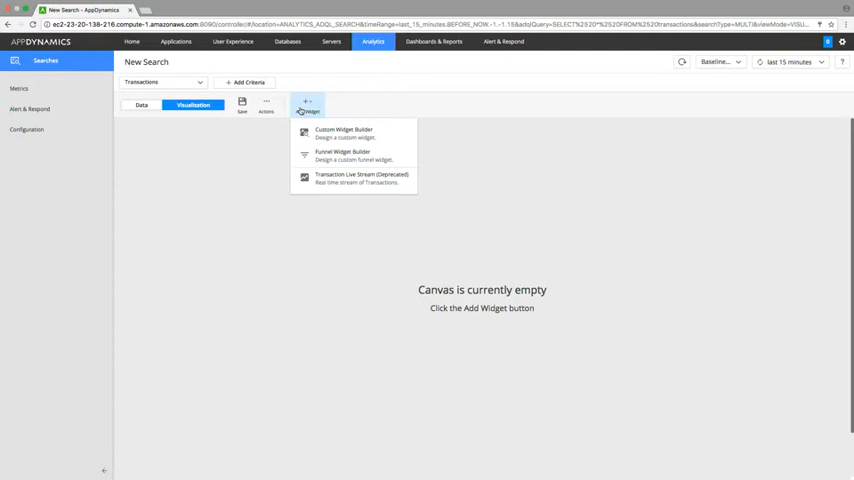 New Search - AppDynamics
ec2-23-20-138-216.compute-1.amazonaws.com:8090/controller/#/location=ANALYTICS_ADQL_SEARCH&timeRange=last_15_minutes.BEFORE_NOW.-1.-1.15&adqlQuery=SELECT%2520*%2520FROM%2520transactions&searchType=MULTI&viewMode=VISU...
APPDYNAMICS
Home Applications User Experience Databases Servers Analytics Dashboards & Reports Alert & Respond
0
Searches
New Search
Baseline...
last 15 minutes
?
Metrics
Transactions
+ Add Criteria
Alert & Respond
Data Visualization Save Actions
Widget
Configuration
Custom Widget Builder
Design a custom widget.
Funnel Widget Builder
Design a custom funnel widget.
Transaction Live Stream (Deprecated)
Real time stream of Transactions.
Canvas is currently empty
Click the Add Widget button